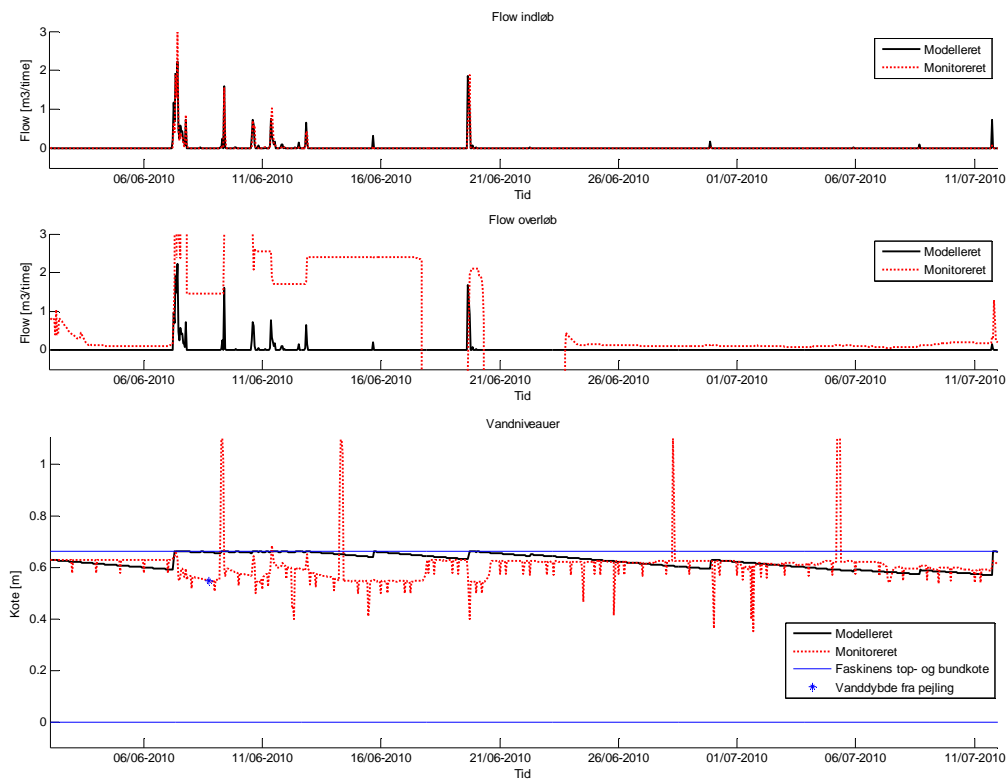 Flow indløb
Flow [m3/time]
3
2
1
0
Modelleret
Monitoreret
06/06-2010 11/06-2010 16/06-2010 21/06-2010 26/06-2010 01/07-2010 06/07-2010 11/07-2010
Tid
Flow overløb
Flow [m3/time]
3
2
1
0
Modelleret
Monitoreret
06/06-2010 11/06-2010 16/06-2010 21/06-2010 26/06-2010 01/07-2010 06/07-2010 11/07-2010
Tid
Vandniveauer
Kote [m]
1
0.8
0.6
0.4
0.2
0
Modelleret
Monitoreret
Faskinens top- og bundkote
Vanddybde fra pejling
06/06-2010 11/06-2010 16/06-2010 21/06-2010 26/06-2010 01/07-2010 06/07-2010 11/07-2010
Tid